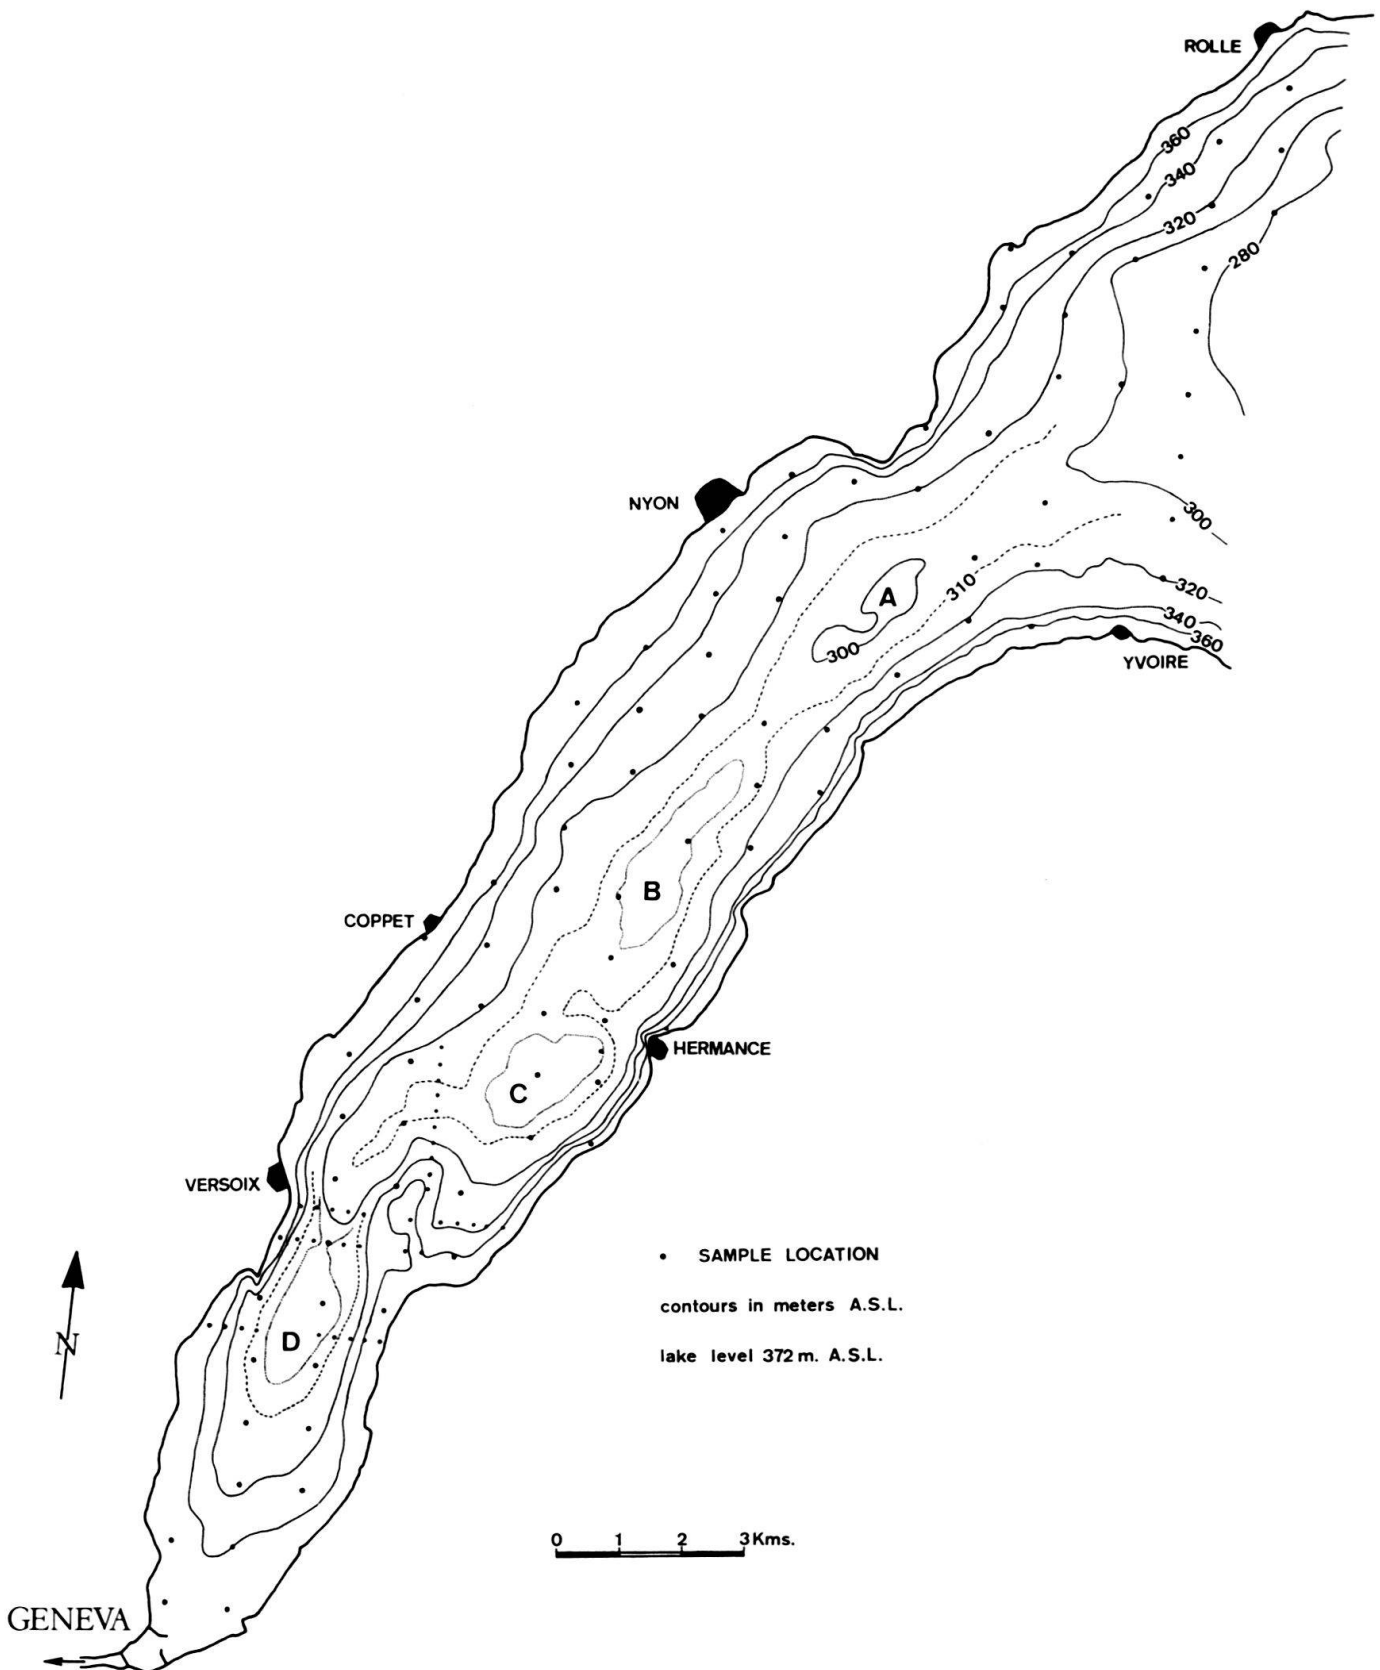 ROLLE
360
340
320
280
NYON
300
A
310
320
340
300
360
YVOIRE
B
COPPET
HERMANCE
C
VERSOIX
• SAMPLE LOCATION
contours in meters A.S.L.
N
D
lake level 372 m. A.S.L.
0 1 2 3 Kms.
GENEVA